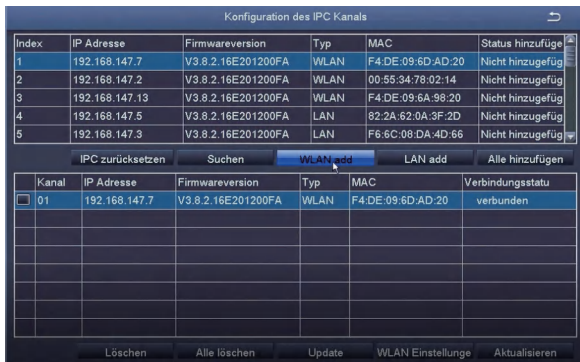 Konfiguration des IPC Kanals
Index IP Adresse Firmwareversion Typ MAC Status hinzufüge
1 192.168.147.7 V3.8.2.16E201200FA WLAN F4:DE:09:6D:AD:20 Nicht hinzugefüg
2 192.168.147.2 V3.8.2.16E201200FA WLAN 00:55:34:78:02:14 Nicht hinzugefüg
3 192.168.147.13 V3.8.2.16E201200FA WLAN F4:DE:09:6A:98:20 Nicht hinzugefüg
4 192.168.147.5 V3.8.2.16E201200FA LAN 82:2A:62:0A:3F:2D Nicht hinzugefüg
5 192.168.147.3 V3.8.2.16E201200FA LAN F6:6C:08:DA:4D:66 Nicht hinzugefüg
IPC zurücksetzen Suchen WLAN add LAN add Alle hinzufügen
Kanal IP Adresse Firmwareversion Typ MAC Verbindungsstatu
01 192.168.147.7 V3.8.2.16E201200FA WLAN F4:DE:09:6D:AD:20 verbunden
Löschen Alle löschen Update WLAN Einstellunge Aktualisieren